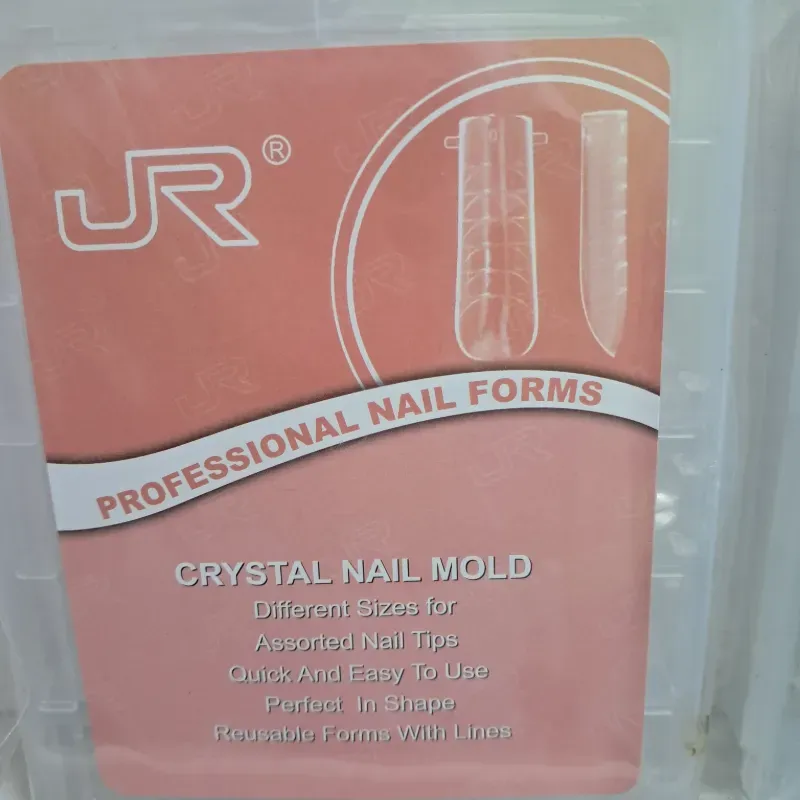 JR®
PROFESSIONAL NAIL FORMS
CRYSTAL NAIL MOLD
Different Sizes for
Assorted Nail Tips
Quick And Easy To Use
Perfect In Shape
Reusable Forms With Lines